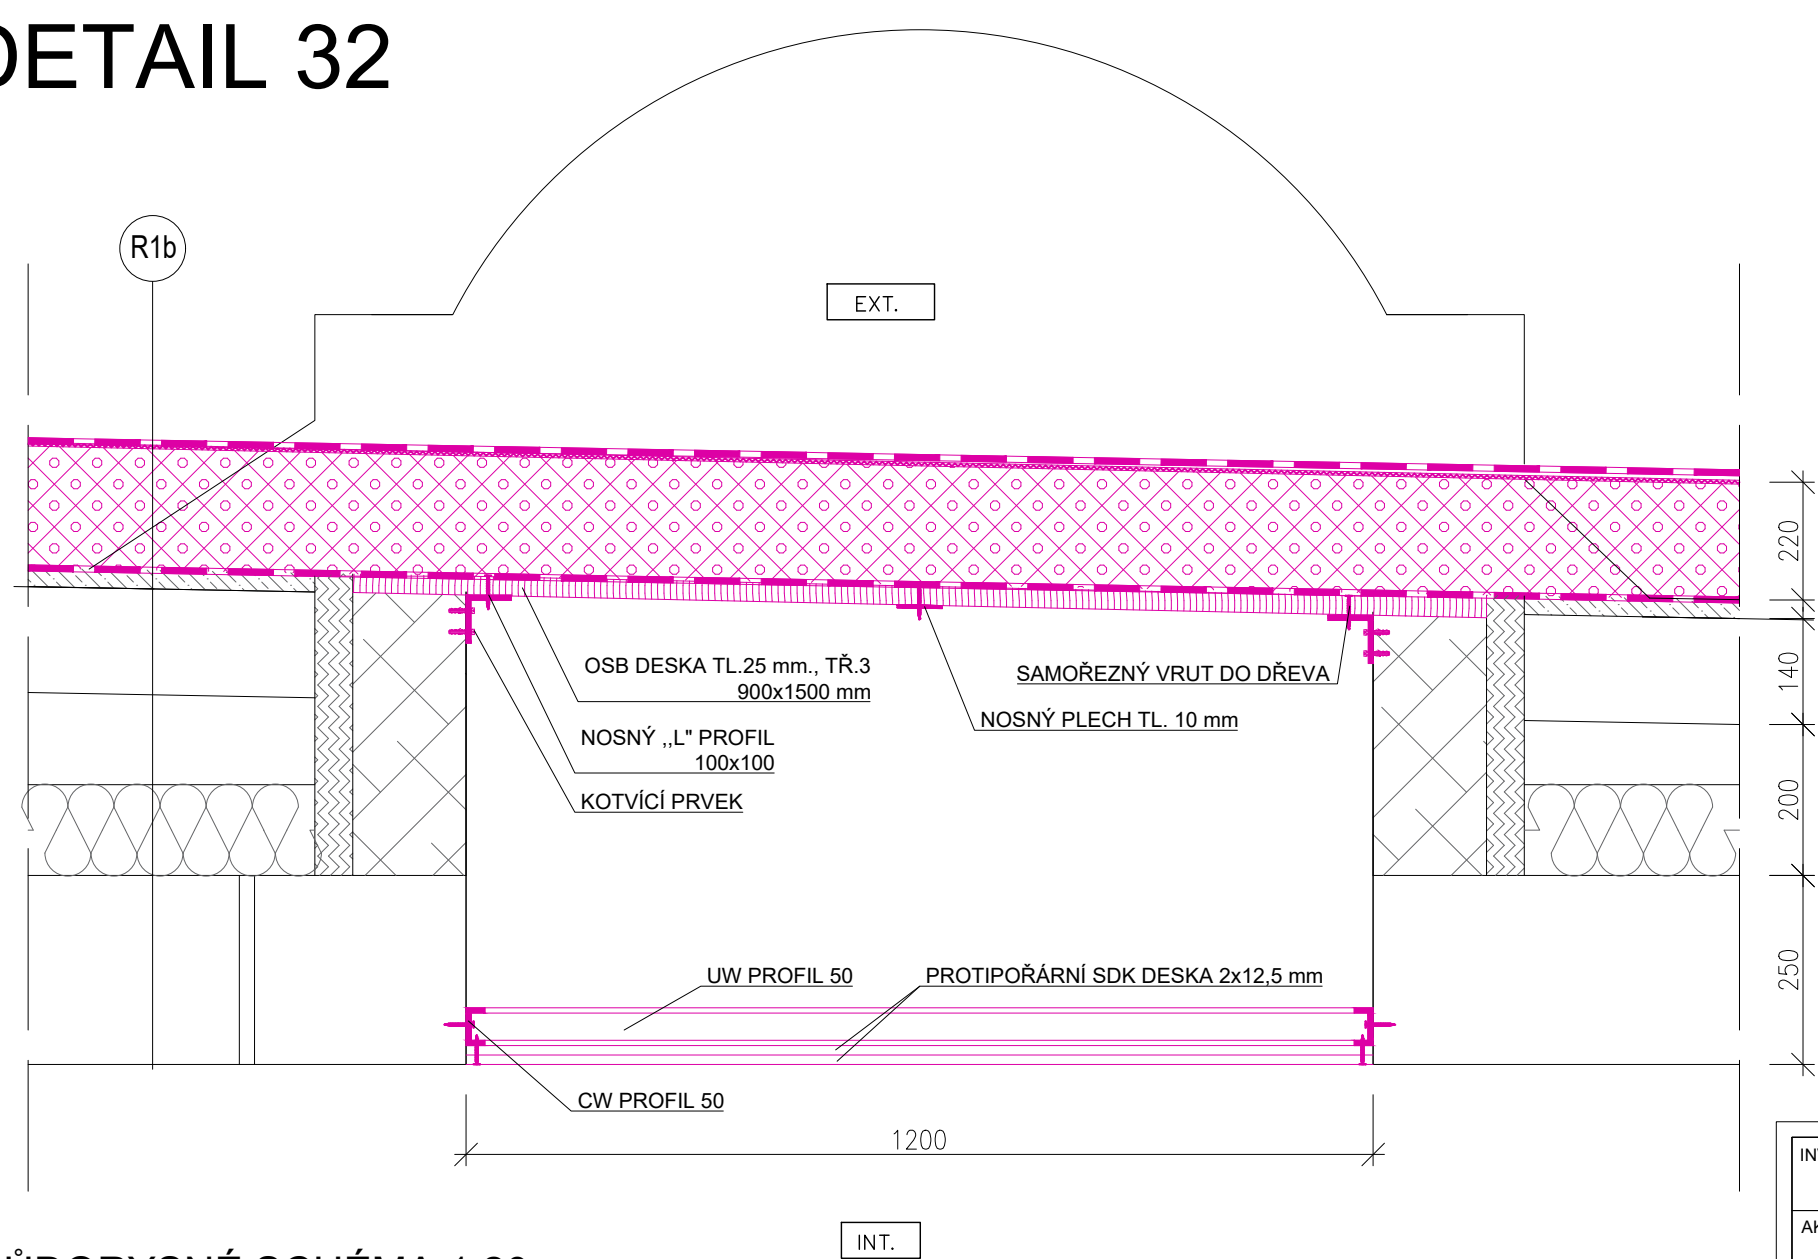 DETAIL 32
R1b
EXT.
220
OSB DESKA TL.25 mm., TŘ.3
900x1500 mm
SAMOŘEZNÝ VRUT DO DŘEVA
140
NOSNÝ PLECH TL. 10 mm
NOSNÝ ,,L" PROFIL
100x100
KOTVÍCÍ PRVEK
200
UW PROFIL 50
PROTIPOŘÁRNÍ SDK DESKA 2x12,5 mm
250
CW PROFIL 50
1200
INT.